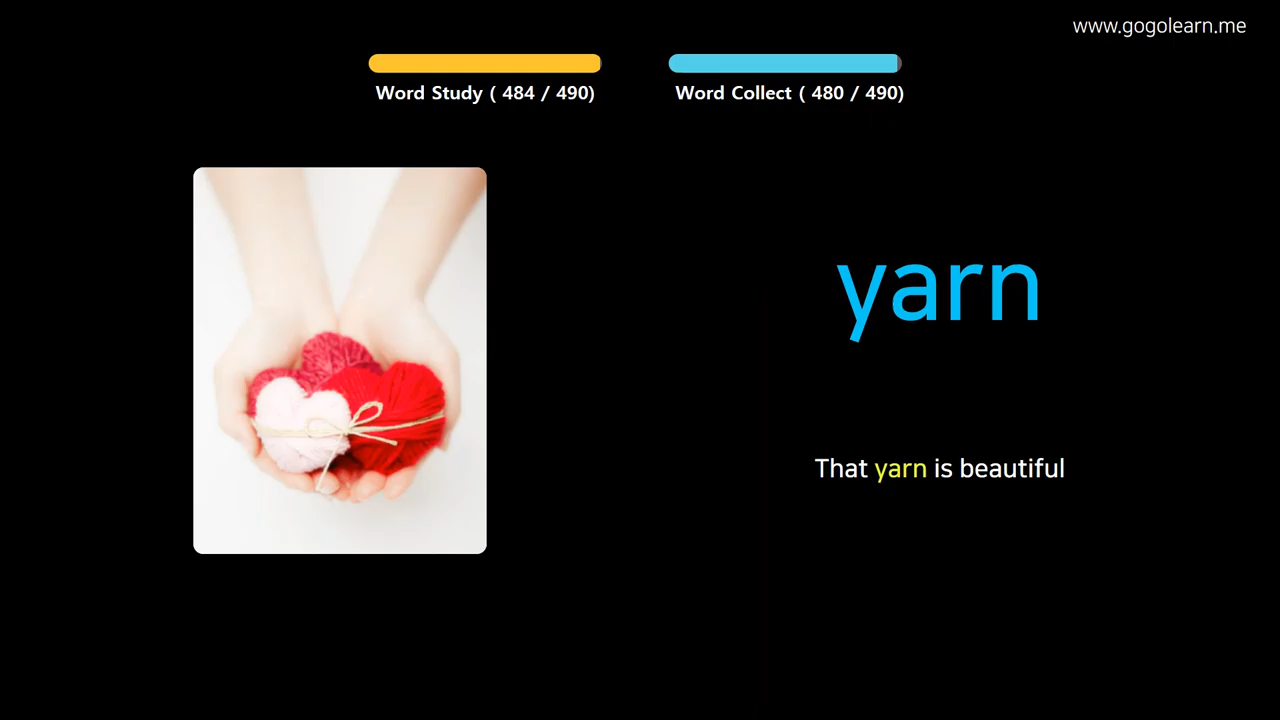 www.gogolearn.me
Word Study ( 484 / 490)
Word Collect ( 480 / 490)
yarn
That yarn is beautiful